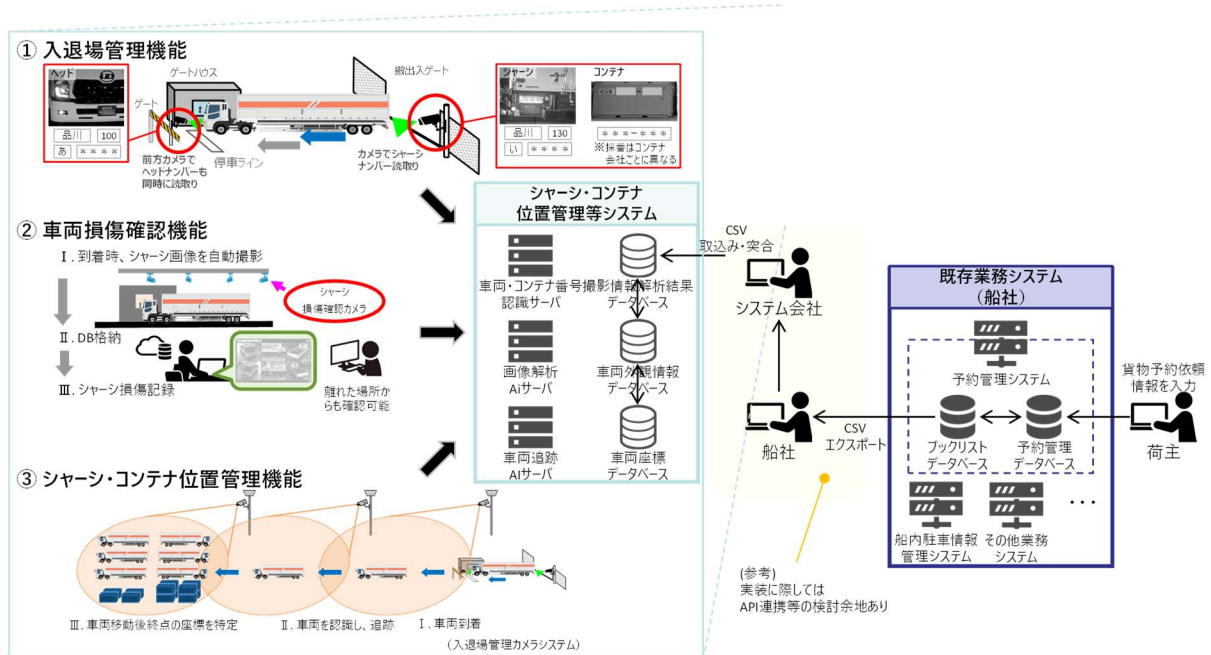 ① 入退場管理機能
ヘッド
ゲートハウス
搬出入ゲート
シャーシ
コンテナ
ゲート
品川 100
あ ****
品川 130
い ****
***-***
※採番はコンテナ
会社ごとに異なる
前方カメラで
ヘッドナンバーも
同時に読取り
停車ライン
カメラでシャーシ
ナンバー読取り
② 車両損傷確認機能
Ⅰ. 到着時、シャーシ画像を自動撮影
シャーシ
損傷確認カメラ
Ⅱ. DB格納
Ⅲ. シャーシ損傷記録
離れた場所か
らも確認可能
③ シャーシ・コンテナ位置管理機能
Ⅲ. 車両移動後終点の座標を特定
Ⅱ. 車両を認識し、追跡
Ⅰ. 車両到着
(入退場管理カメラシステム)
シャーシ・コンテナ
位置管理等システム
車両・コンテナ番号
認識サーバ
撮影情報解析結果
データベース
画像解析
Aiサーバ
車両外観情報
データベース
車両追跡
AIサーバ
車両座標
データベース
CSV
取込み・突合
システム会社
船社
CSV
エクスポート
(参考)
実装に際しては
API連携等の検討余地あり
既存業務システム
(船社)
予約管理システム
ブックリスト
データベース
予約管理
データベース
船内駐車情報
管理システム
その他業務
システム
…
貨物予約依頼
情報を入力
荷主